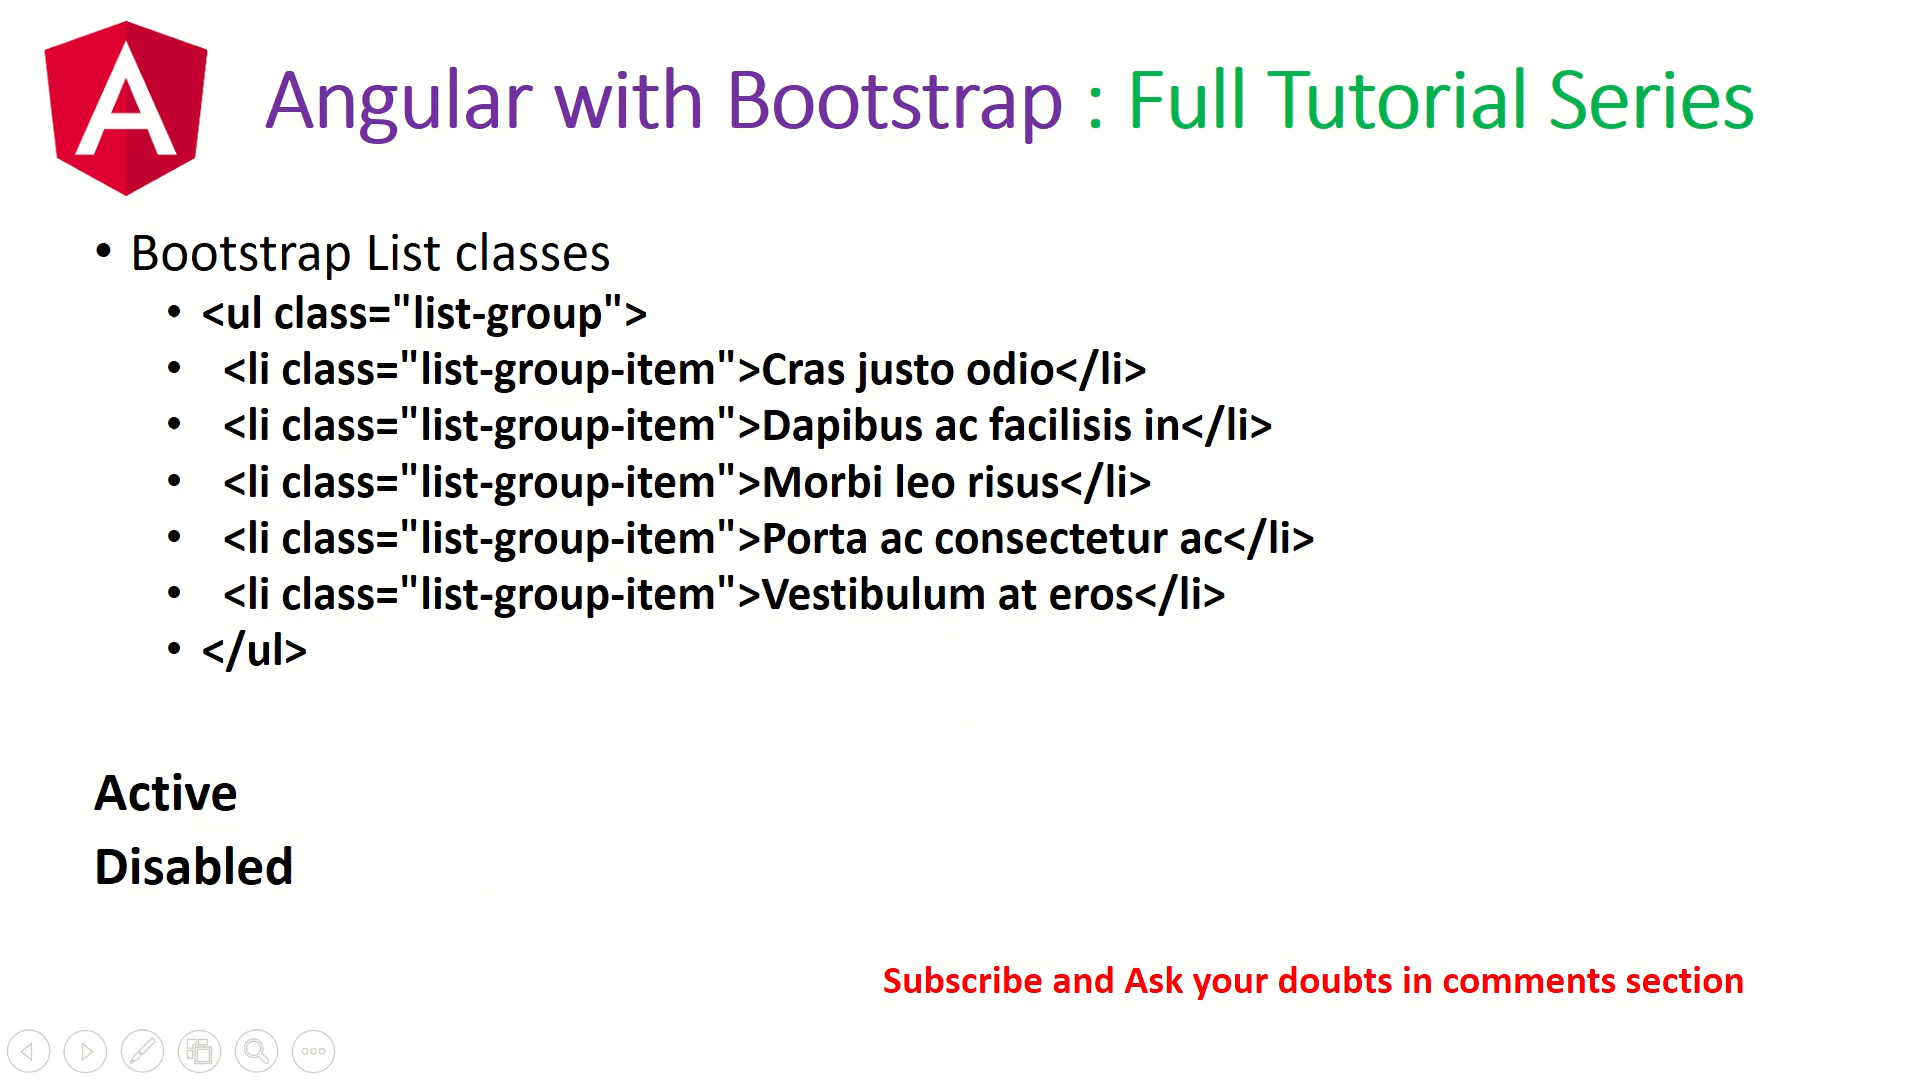 Angular with Bootstrap : Full Tutorial Series
• Bootstrap List classes
• <ul class="list-group">
• <li class="list-group-item">Cras justo odio</li>
• <li class="list-group-item">Dapibus ac facilisis in</li>
• <li class="list-group-item">Morbi leo risus</li>
• <li class="list-group-item">Porta ac consectetur ac</li>
• <li class="list-group-item">Vestibulum at eros</li>
• </ul>
Active
Disabled
Subscribe and Ask your doubts in comments section